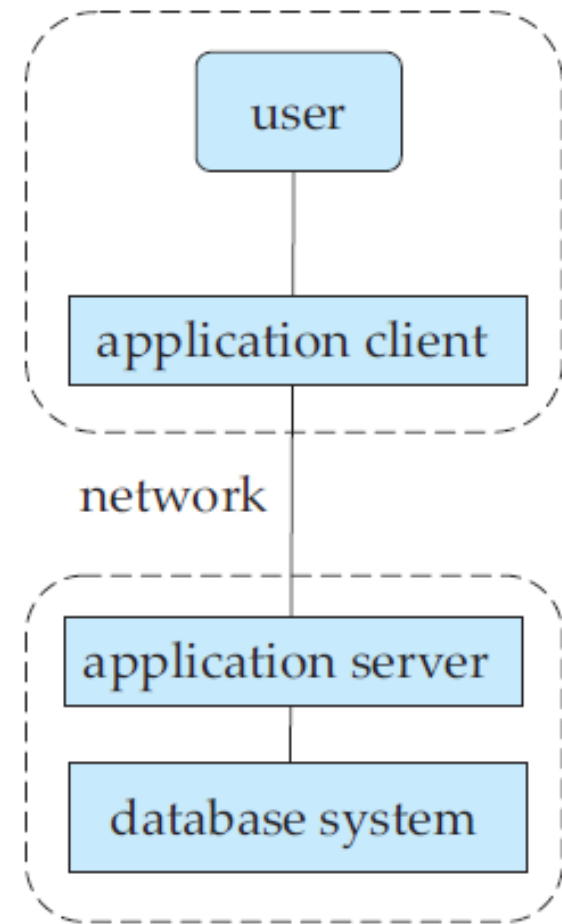 user
application client
network
application server
database system